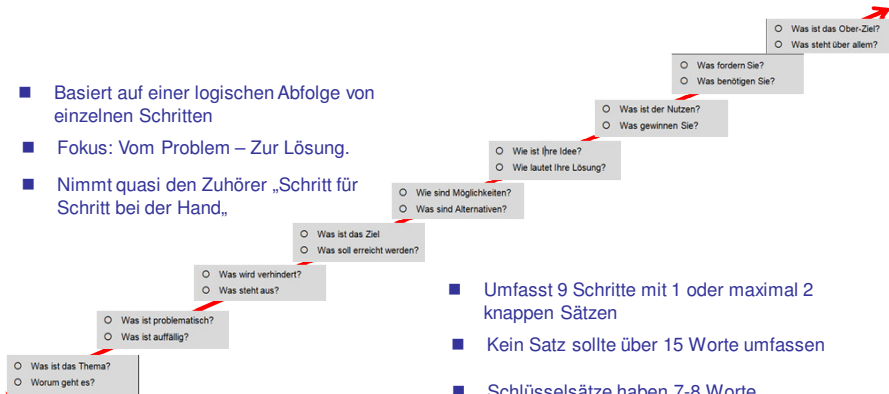 Was ist das Ober-Ziel?
Was steht über allem?
Was fordern Sie?
Was benötigen Sie?
Basiert auf einer logischen Abfolge von
einzelnen Schritten
Was ist der Nutzen?
Was gewinnen Sie?
Fokus: Vom Problem – Zur Lösung.
Wie ist Ihre Idee?
Wie lautet Ihre Lösung?
Nimmt quasi den Zuhörer „Schritt für
Schritt bei der Hand„
Wie sind Möglichkeiten?
Was sind Alternativen?
Was ist das Ziel
Was soll erreicht werden?
Was wird verhindert?
Was steht aus?
Umfasst 9 Schritte mit 1 oder maximal 2
knappen Sätzen
Was ist problematisch?
Was ist auffällig?
Kein Satz sollte über 15 Worte umfassen
Was ist das Thema?
Worum geht es?
Schlüsselsätze haben 7-8 Worte